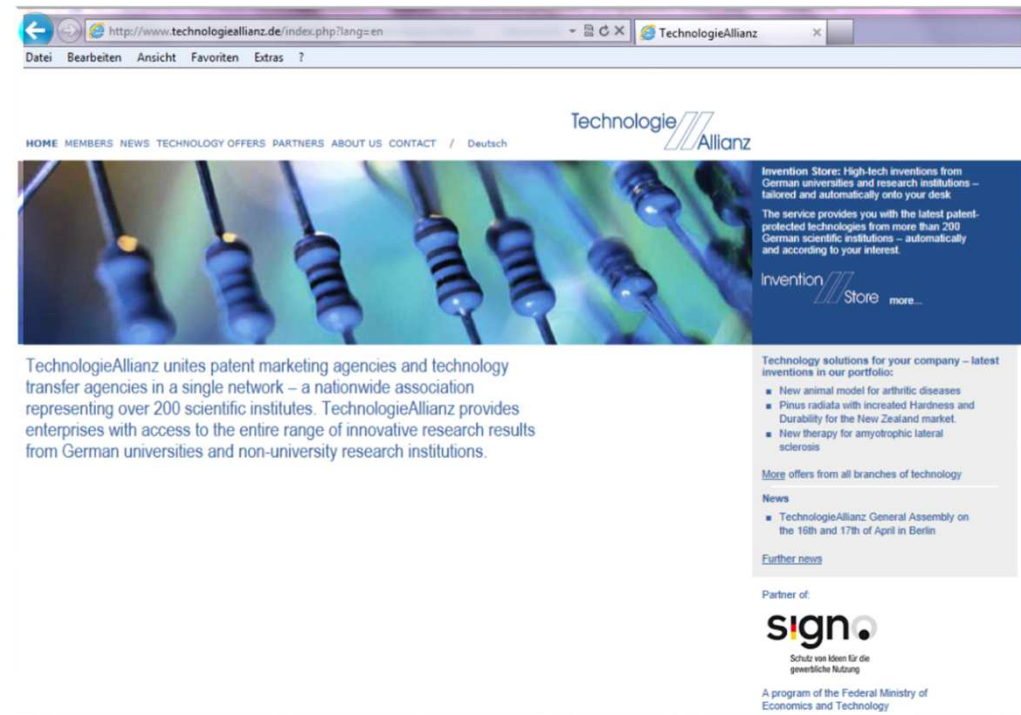 http://www.technologieallianz.de/index.php?lang=en
TechnologieAllianz
Datei Bearbeiten Ansicht Favoriten Extras ?
Technologie
Allianz
HOME MEMBERS NEWS TECHNOLOGY OFFERS PARTNERS ABOUT US CONTACT / Deutsch
Invention Store: High-tech inventions from
German universities and research institutions –
tailored and automatically onto your desk
The service provides you with the latest patent-
protected technologies from more than 200
German scientific institutions – automatically
and according to your interest.
Invention
Store more...
TechnologieAllianz unites patent marketing agencies and technology
transfer agencies in a single network – a nationwide association
representing over 200 scientific institutes. TechnologieAllianz provides
enterprises with access to the entire range of innovative research results
from German universities and non-university research institutions.
Technology solutions for your company – latest
inventions in our portfolio:
New animal model for arthritic diseases
Pinus radiata with increated Hardness and
Durability for the New Zealand market.
New therapy for amyotrophic lateral
sclerosis
More offers from all branches of technology
News
TechnologieAllianz General Assembly on
the 16th and 17th of April in Berlin
Further news
Partner of:
signo
Schutz von Ideen für die
gewerbliche Nutzung
A program of the Federal Ministry of
Economics and Technology